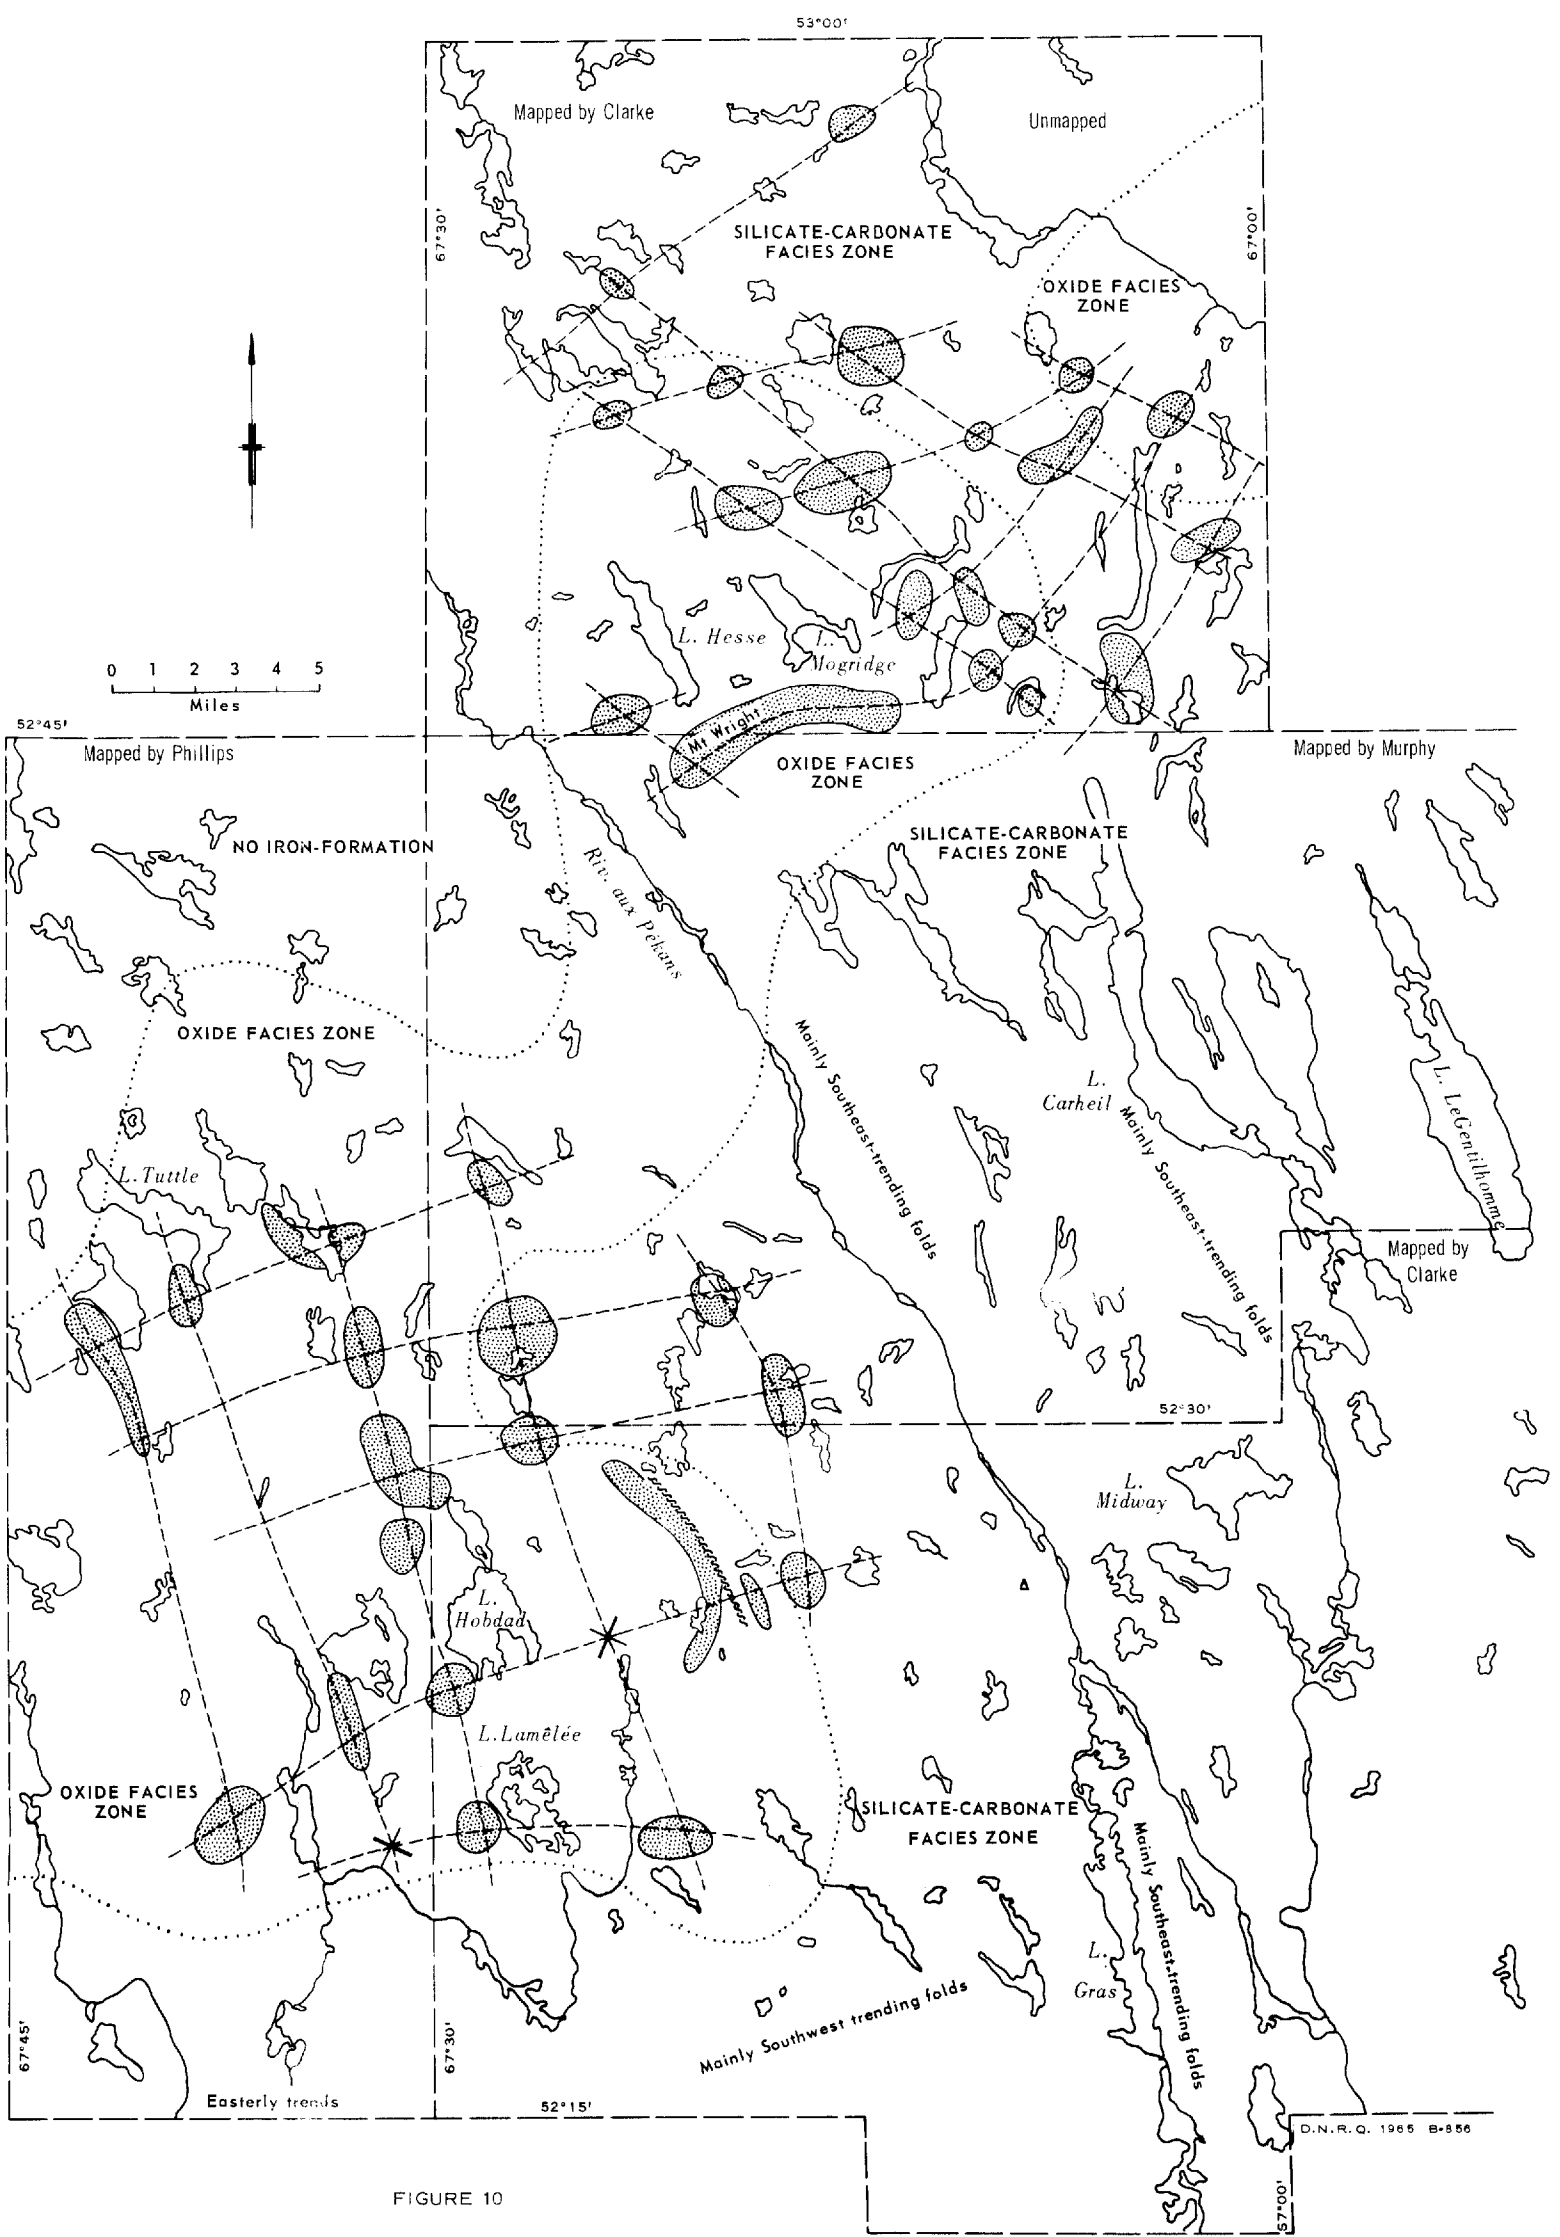 53°00'
Mapped by Clarke
Unmapped
67°30'
67°00'
SILICATE-CARBONATE
FACIES ZONE
OXIDE FACIES
ZONE
0 1 2 3 4 5
Miles
L. Hesse
L.
Mogridge
Mt Wright
52°45'
Mapped by Phillips
OXIDE FACIES
ZONE
Mapped by Murphy
NO IRON-FORMATION
SILICATE-CARBONATE
FACIES ZONE
Riv. aux Pékans
OXIDE FACIES ZONE
Mainly Southeast-trending folds
L.
Carheil
Mainly Southeast-trending folds
L. LeGentilhomme
L. Tuttle
Mapped by
Clarke
52°30'
L.
Midway
L.
Hobdad
L. Lamêlée
OXIDE FACIES
ZONE
SILICATE-CARBONATE
FACIES ZONE
Mainly Southeast-trending folds
L.
Gras
Mainly Southwest trending folds
67°45'
67°30'
Easterly trends
52°15'
D.N.R.Q. 1965 B-856
57°00'
FIGURE 10